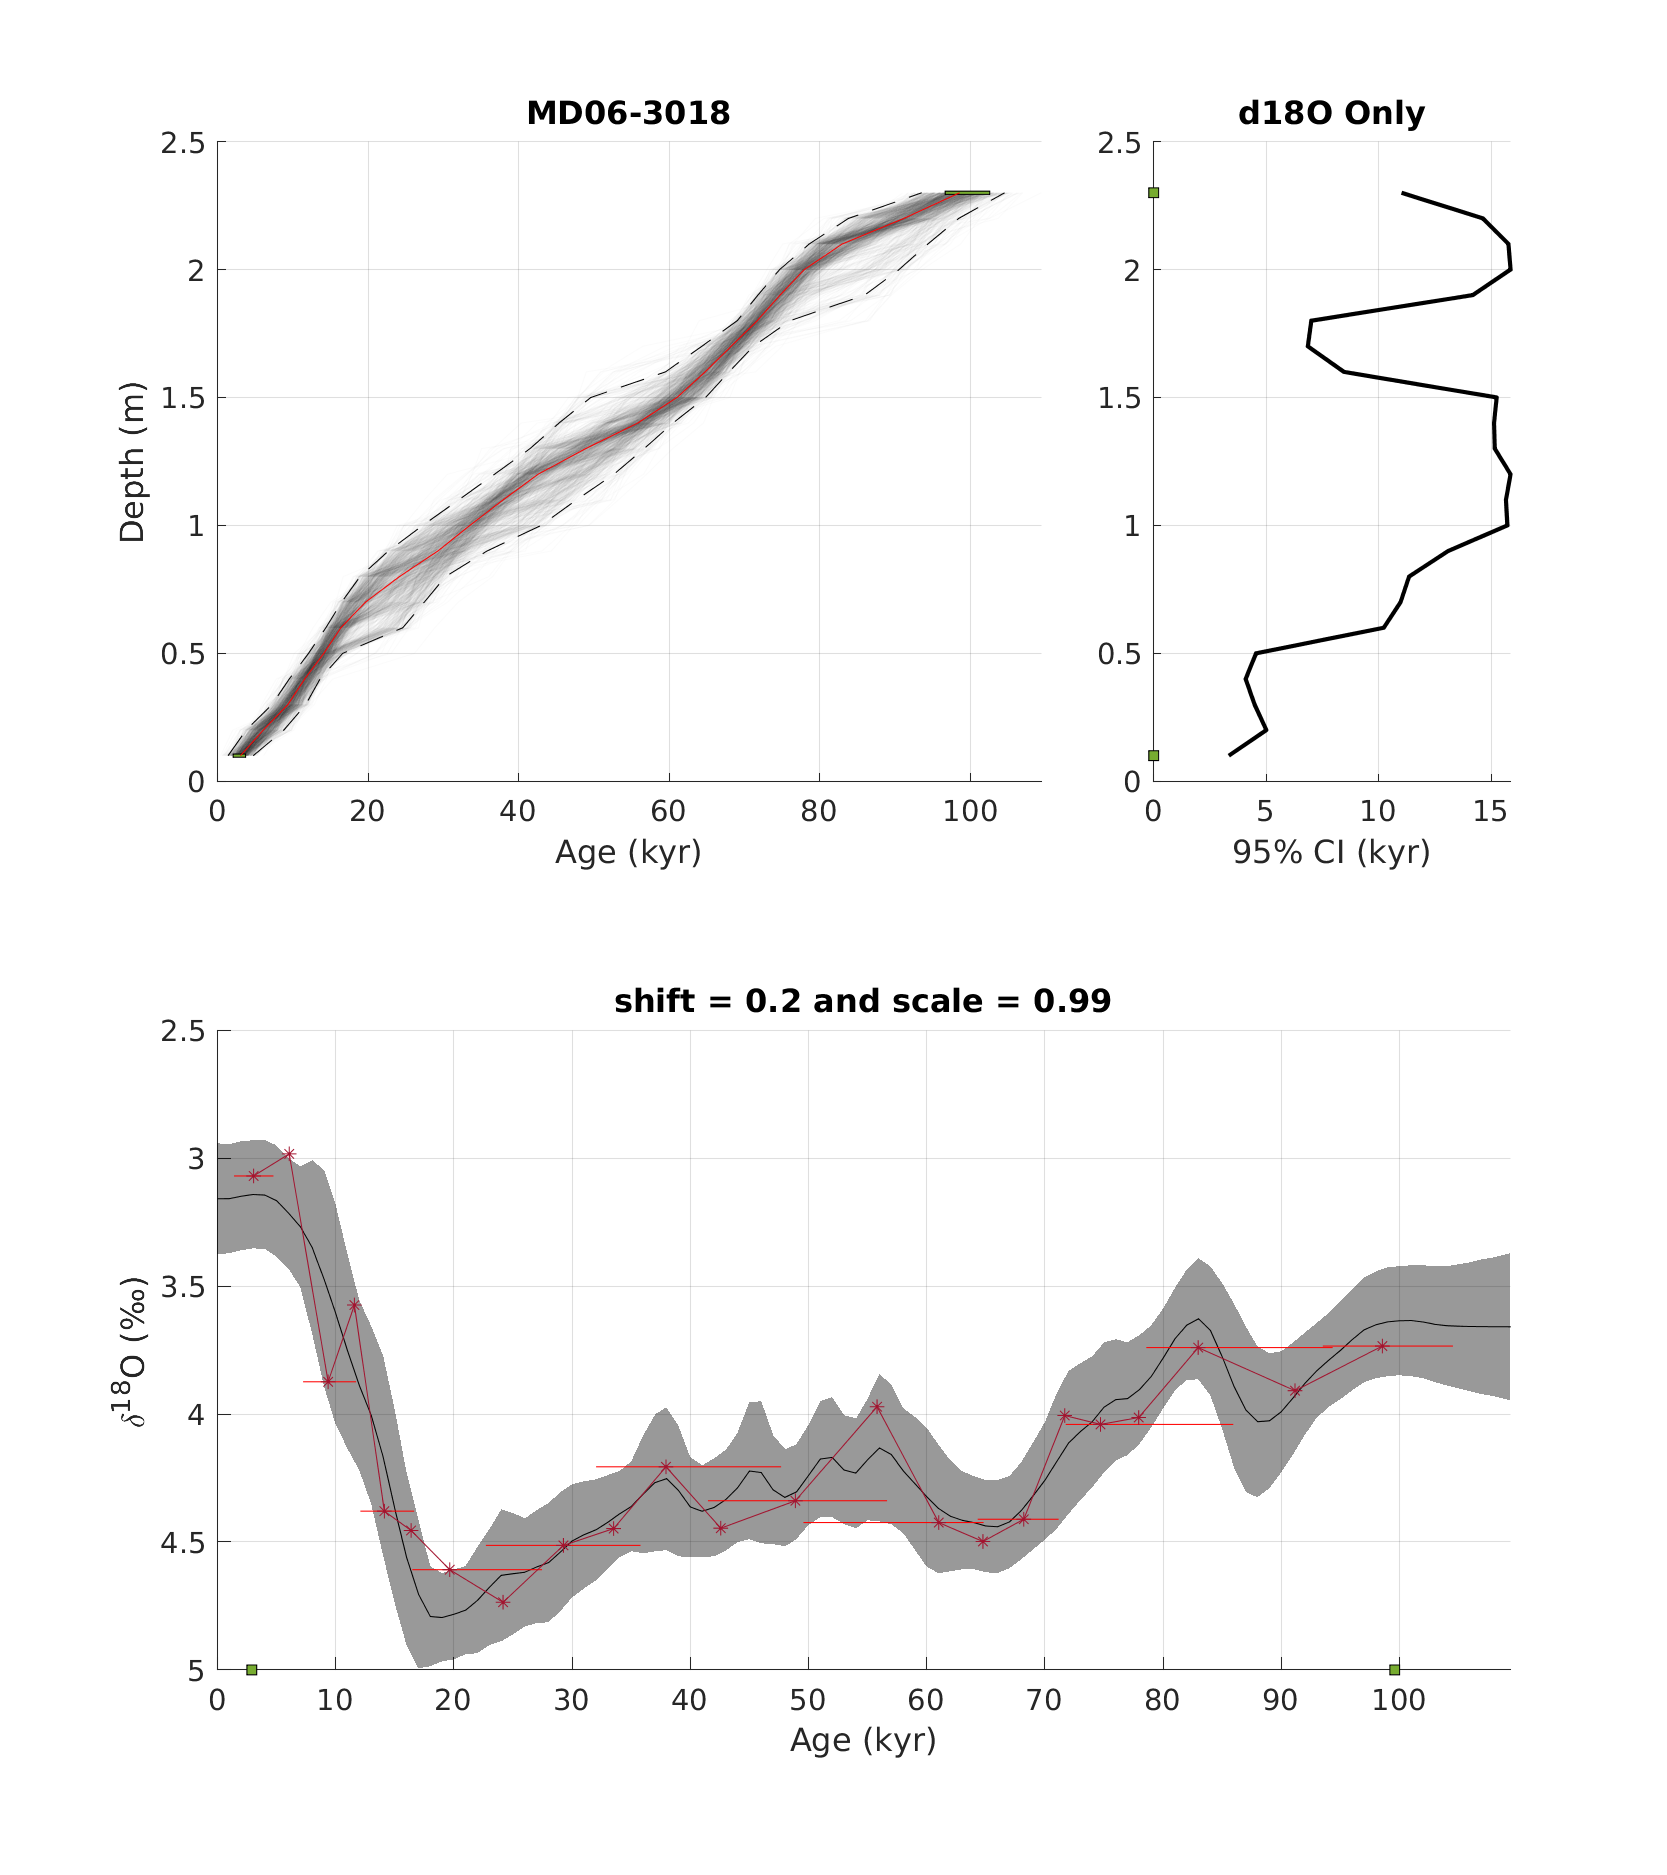 MD06-3018
d18O Only
2.5
2
1.5
1
0.5
0
Depth (m)
0 20 40 60 80 100
Age (kyr)
2.5
2
1.5
1
0.5
0
0 5 10 15
95% CI (kyr)
shift = 0.2 and scale = 0.99
2.5
3
3.5
4
4.5
5
δ¹⁸O (‰)
0 10 20 30 40 50 60 70 80 90 100
Age (kyr)